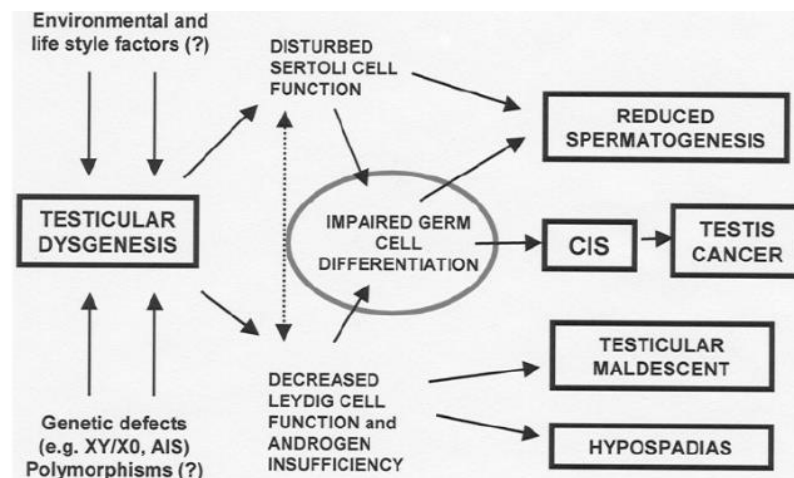 Environmental and
life style factors (?)
DISTURBED
SERTOLI CELL
FUNCTION
REDUCED
SPERMATOGENESIS
TESTICULAR
DYSGENESIS
IMPAIRED GERM
CELL
DIFFERENTIATION
CIS
TESTIS
CANCER
TESTICULAR
MALDESCENT
DECREASED
LEYDIG CELL
FUNCTION and
ANDROGEN
INSUFFICIENCY
HYPOSPADIAS
Genetic defects
(e.g. XY/X0, AIS)
Polymorphisms (?)